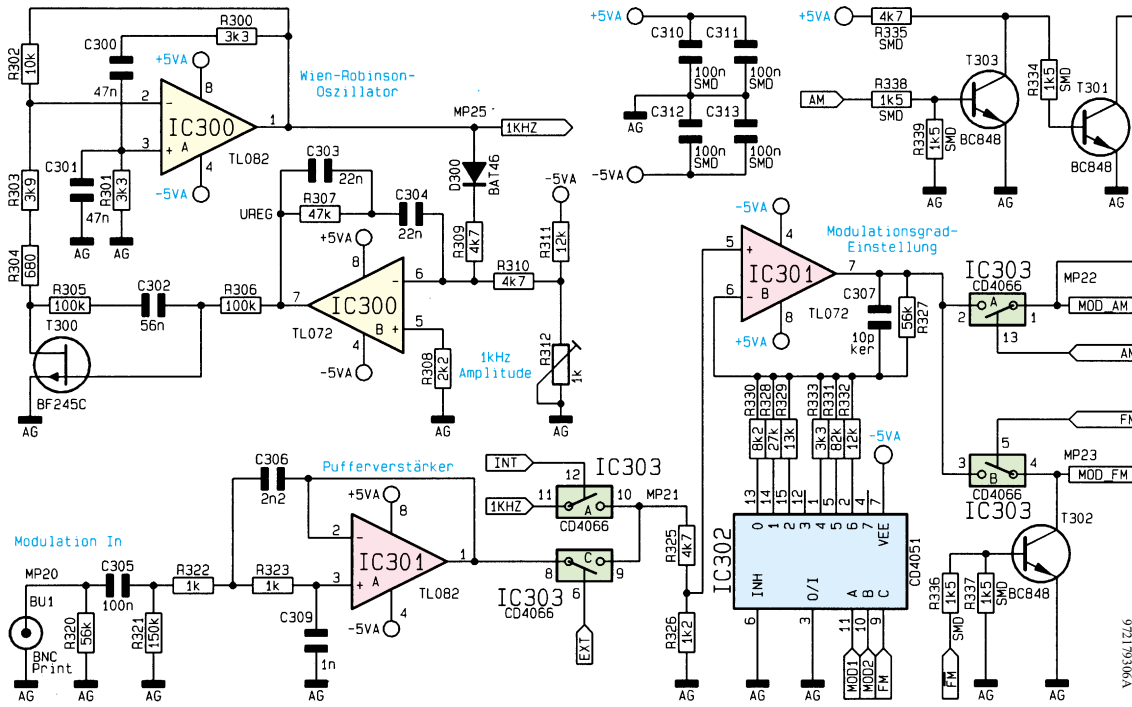 R300
3k3
R302
10k
C300
47n
+5VA
8
2
IC300
A
3
1
TL082
4
-5VA
Wien-Robinson-
Oszillator
MP25
1KHZ
C301
47n
R301
3k3
AG
AG
R303
3k9
R304
680
R305
100k
C302
56n
R306
100k
T300
BF245C
AG
UREG
C303
22n
R307
47k
C304
22n
D300
BAT46
R309
4k7
R310
4k7
-5VA
R311
12k
+5VA
8
7
IC300
B
6
5
TL072
4
-5VA
R308
2k2
AG
1kHz
Amplitude
R312
1k
AG
+5VA
C310
C311
100n
SMD
100n
SMD
AG
C312
C313
100n
SMD
100n
SMD
-5VA
+5VA
4k7
R335
SMD
AM
R338
1k5
SMD
R339
1k5
SMD
AG
T303
BC848
AG
R334
1k5
SMD
T301
BC848
AG
-5VA
4
5
IC301
B
6
7
TL072
8
+5VA
Modulationsgrad-
Einstellung
C307
10p
ker
56k
R327
IC303
CD4066
A
2
1
13
MP22
MOD_AM
AM
FM
5
3
B
4
CD4066
IC303
MP23
MOD_FM
T302
BC848
AG
R336
1k5
SMD
R337
1k5
SMD
FM
AG
R330
8k2
R328
27k
R329
13k
R333
3k3
R331
82k
R332
12k
-5VA
13
14
15
12
1
5
2
4
7
0
1
2
3
4
5
6
7
VEE
IC302
CD4051
INH
O/I
A
B
C
6
3
11
10
9
MOD1
MOD2
FM
AG
AG
C306
2n2
Pufferverstärker
+5VA
8
2
IC301
A
3
1
TL082
4
-5VA
Modulation In
MP20
BU1
BNC
Print
AG
R320
56k
AG
C305
100n
R321
150k
AG
R322
1k
R323
1k
C309
1n
AG
INT
12
IC303
1KHZ
11
A
10
CD4066
MP21
8
C
9
6
IC303
CD4066
EXT
R325
4k7
R326
1k2
AG
97217936A